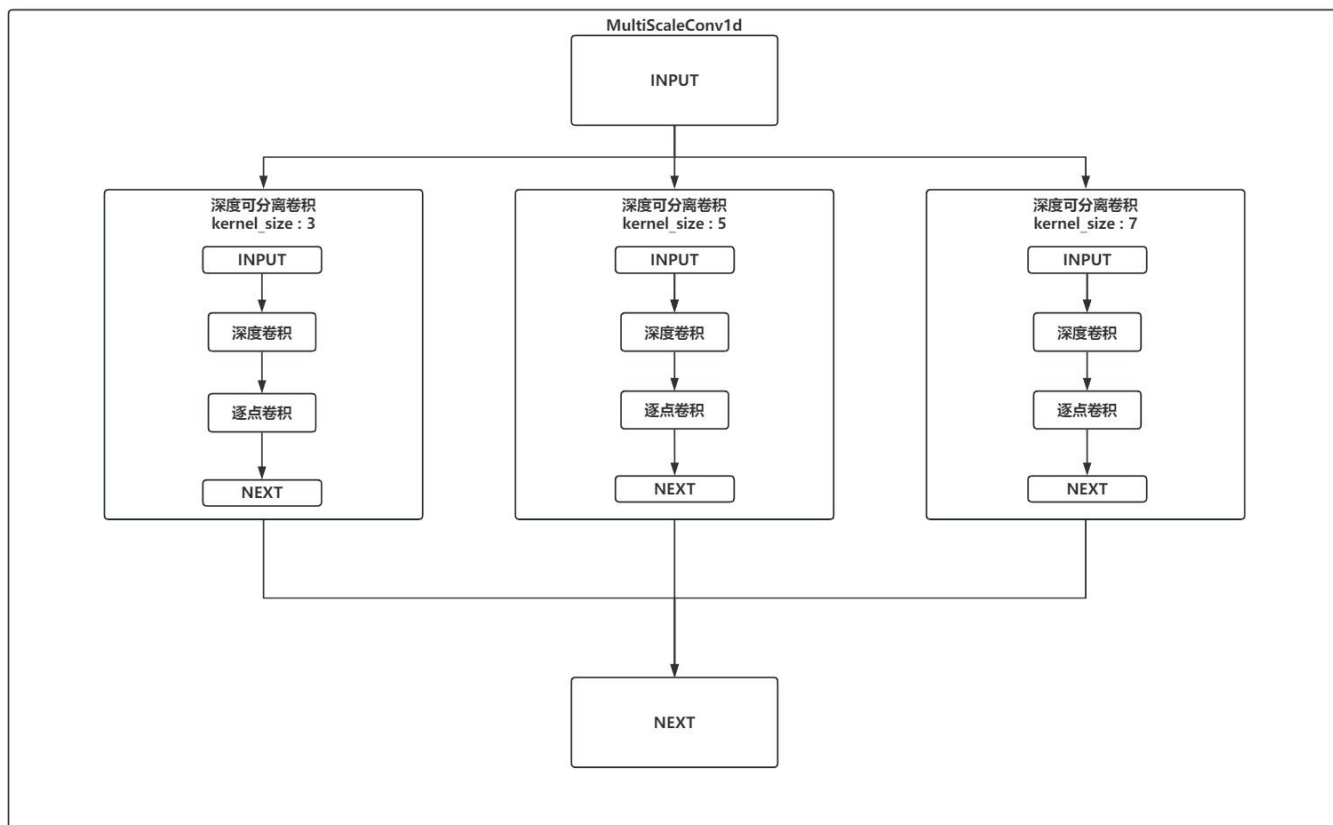 MultiScaleConv1d
INPUT
深度可分离卷积
kernel_size : 3
INPUT
深度卷积
逐点卷积
NEXT
深度可分离卷积
kernel_size : 5
INPUT
深度卷积
逐点卷积
NEXT
深度可分离卷积
kernel_size : 7
INPUT
深度卷积
逐点卷积
NEXT
NEXT